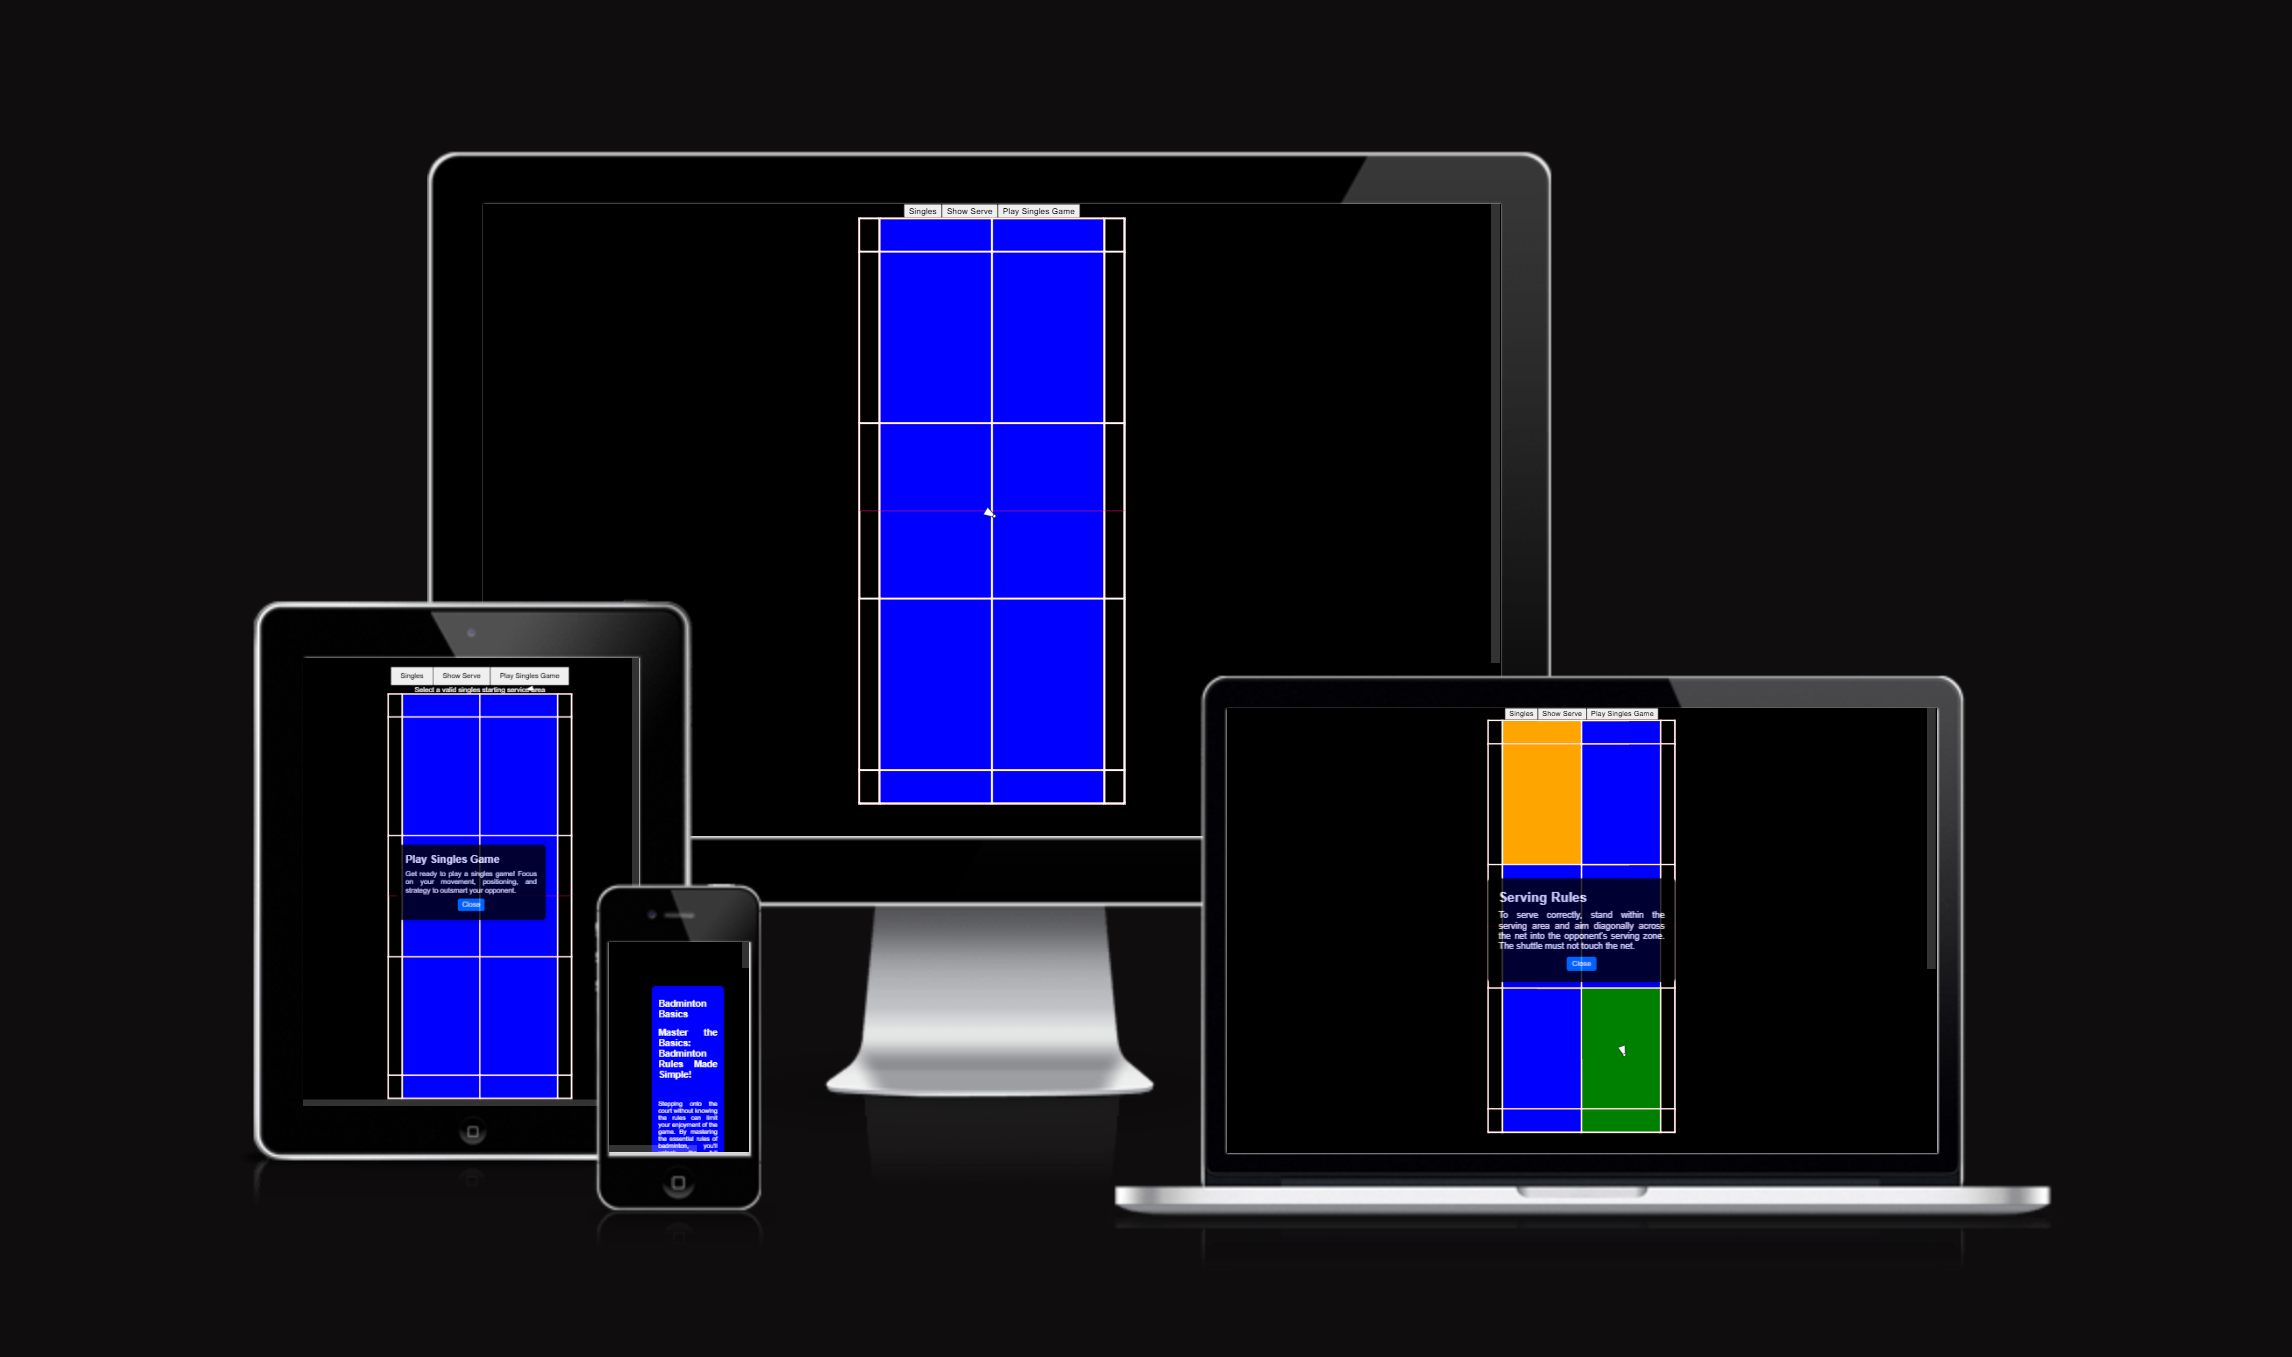 Singles Show Serve Play Singles Game
Singles Show Serve Play Singles Game
Select a valid singles starting service area
Play Singles Game
Get ready to play a singles game! Focus
on your movement, positioning, and
strategy to outsmart your opponent.
Close
Badminton
Basics
Master the
Basics:
Badminton
Rules Made
Simple!
Stepping onto the
court without knowing
the rules can limit
your enjoyment of the
game. By mastering
the essential rules of
badminton, you'll
Singles Show Serve Play Singles Game
Serving Rules
To serve correctly, stand within the
serving area and aim diagonally across
the net into the opponent's serving zone.
The shuttle must not touch the net.
Close